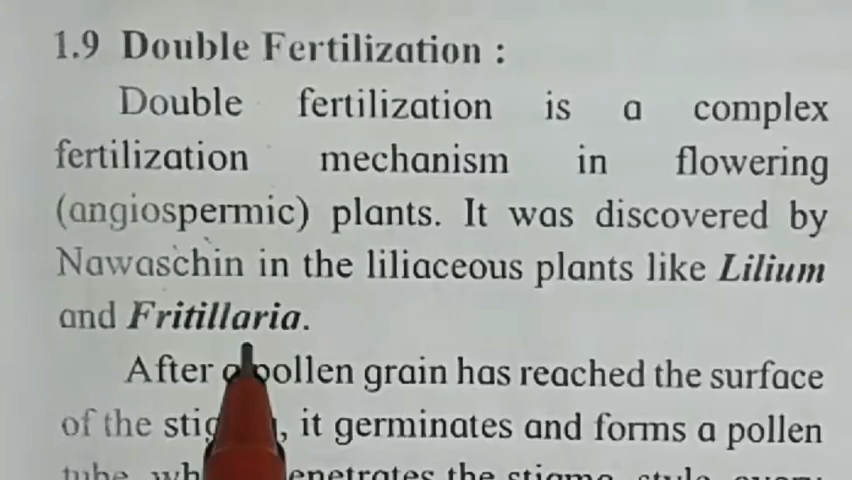 1.9 Double Fertilization :
Double fertilization is a complex
fertilization mechanism in flowering
(angiospermic) plants. It was discovered by
Nawaschin in the liliaceous plants like Lilium
and Fritillaria.
After pollen grain has reached the surface
of the it germinates and forms a pollen
tube the